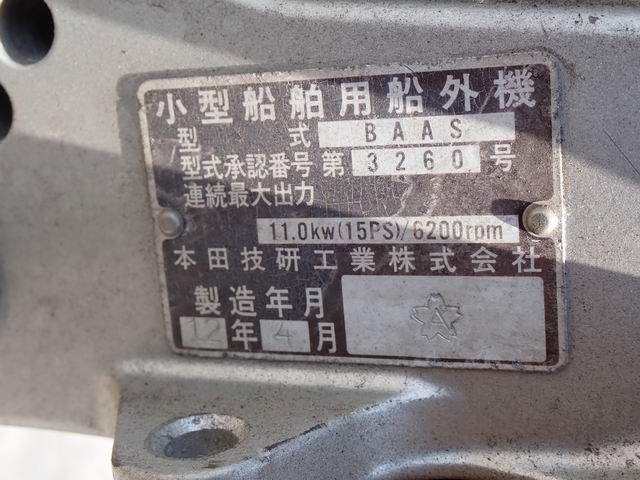 小型船舶用船外機
型式 BAAS
型式承認番号 第 3260 号
連続最大出力
11.0kw(15PS)/6200rpm
本田技研工業株式会社
製造年月
12年4月
A